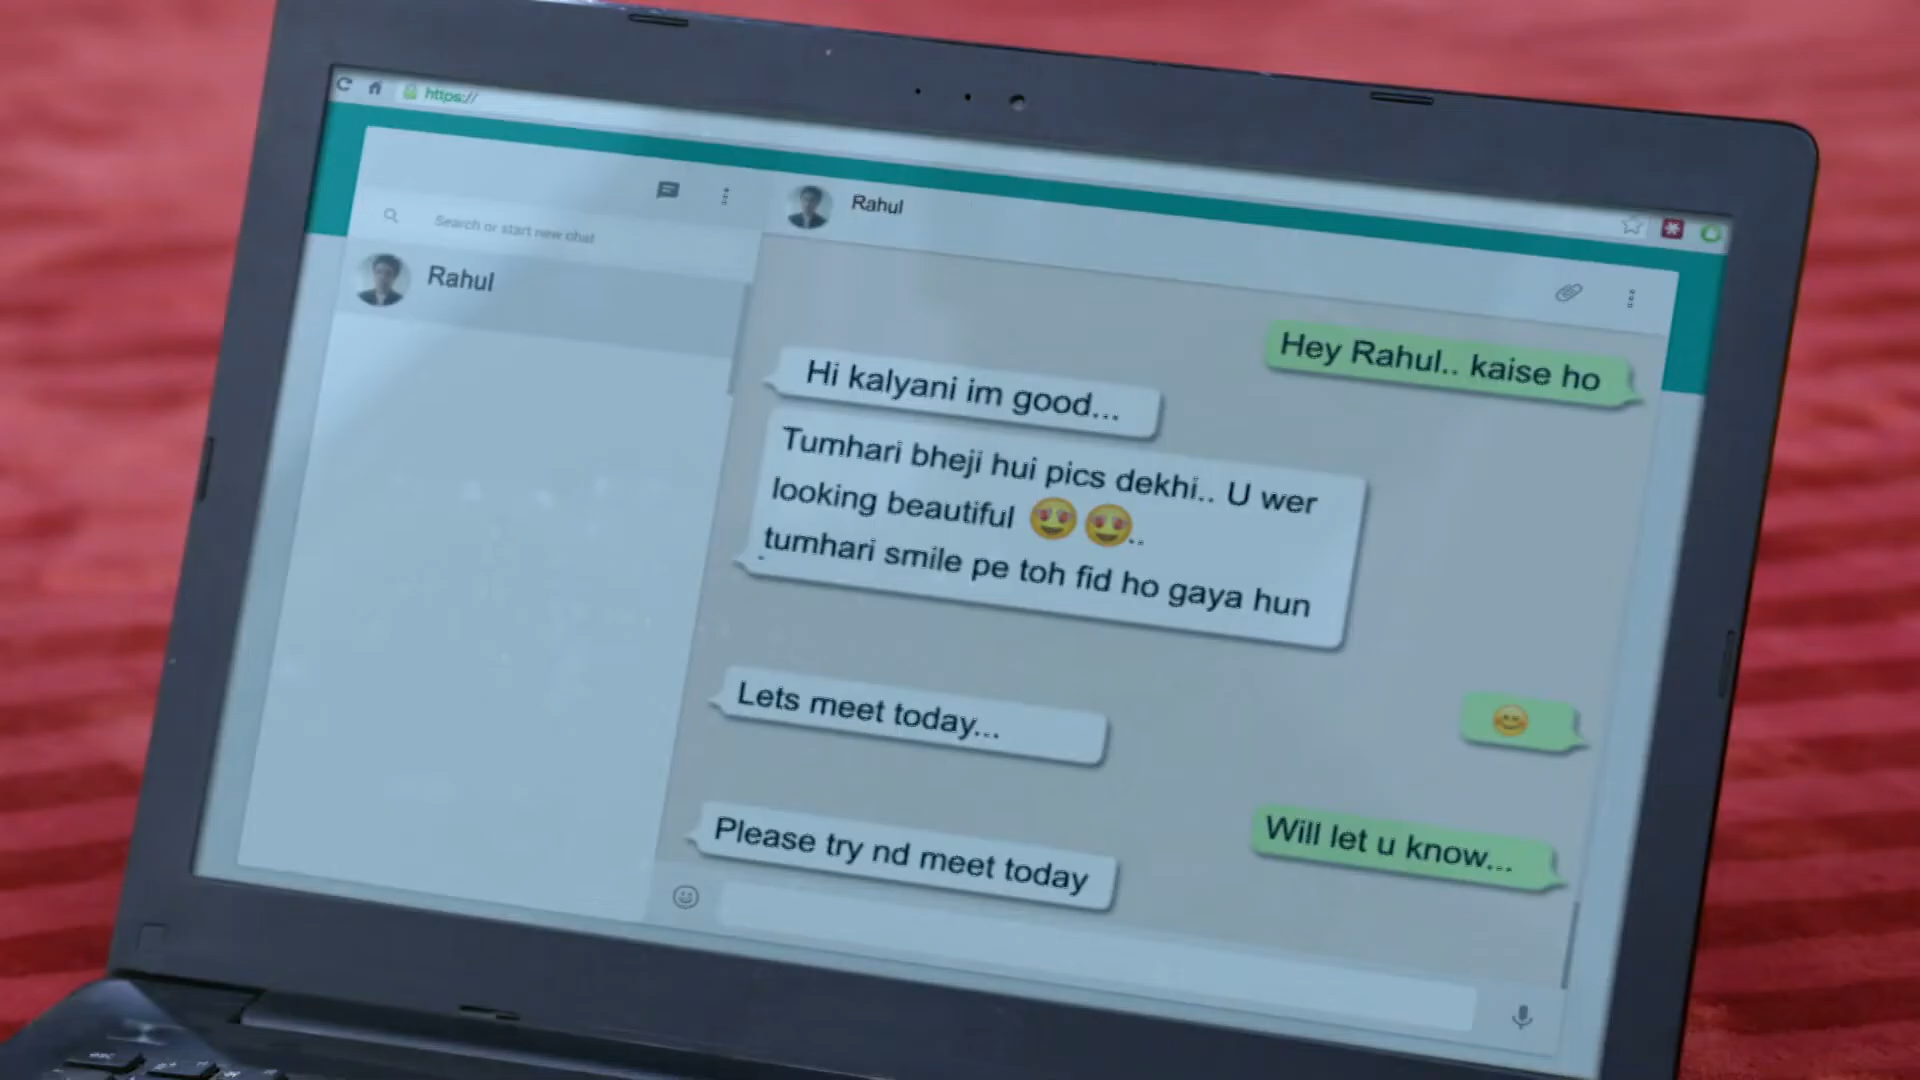 https://
Search or start new chat
Rahul
Rahul
Hey Rahul.. kaise ho
Hi kalyani im good...
Tumhari bheji hui pics dekhi.. U wer
looking beautiful 😍😍..
tumhari smile pe toh fid ho gaya hun
😊
Lets meet today...
Will let u know...
Please try nd meet today
esc